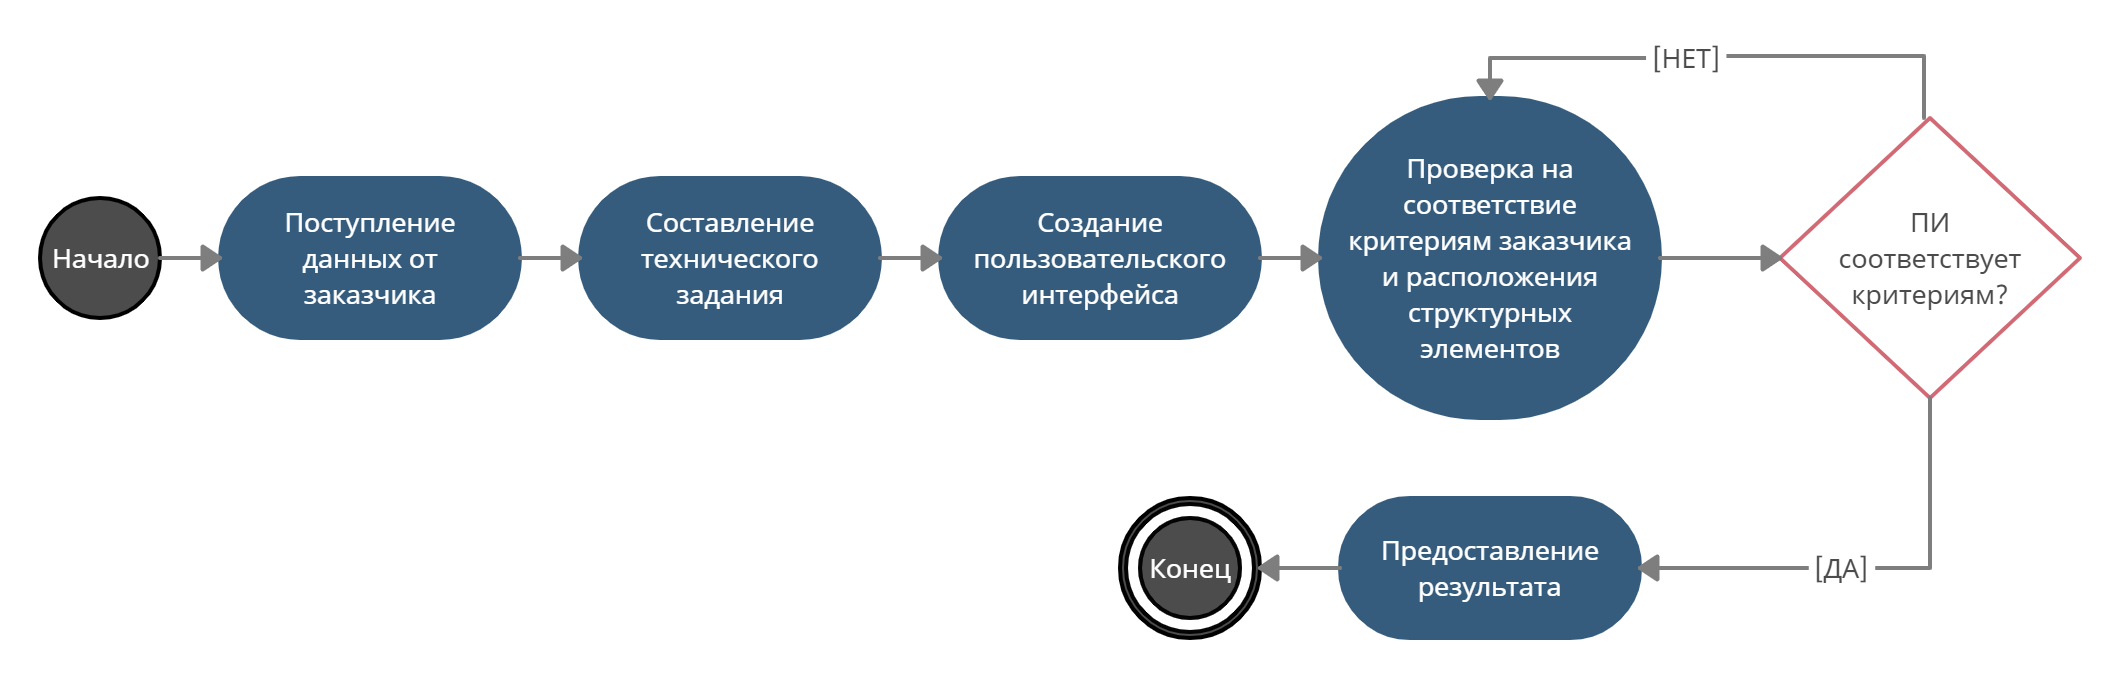 Начало
Поступление
данных от
заказчика
Составление
технического
задания
Создание
пользовательского
интерфейса
Проверка на
соответствие
критериям заказчика
и расположения
структурных
элементов
[НЕТ]
ПИ
соответствует
критериям?
[ДА]
Предоставление
результата
Конец